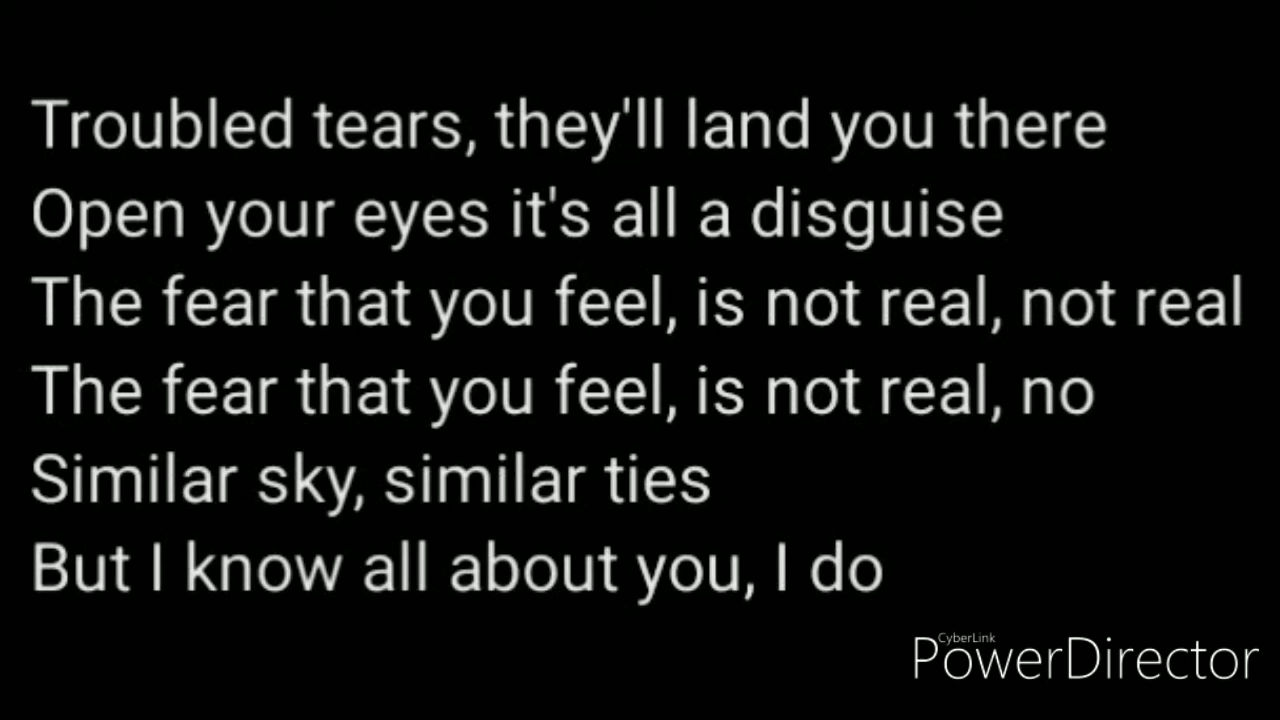 Troubled tears, they'll land you there
Open your eyes it's all a disguise
The fear that you feel, is not real, not real
The fear that you feel, is not real, no
Similar sky, similar ties
But I know all about you, I do
CyberLink
PowerDirector